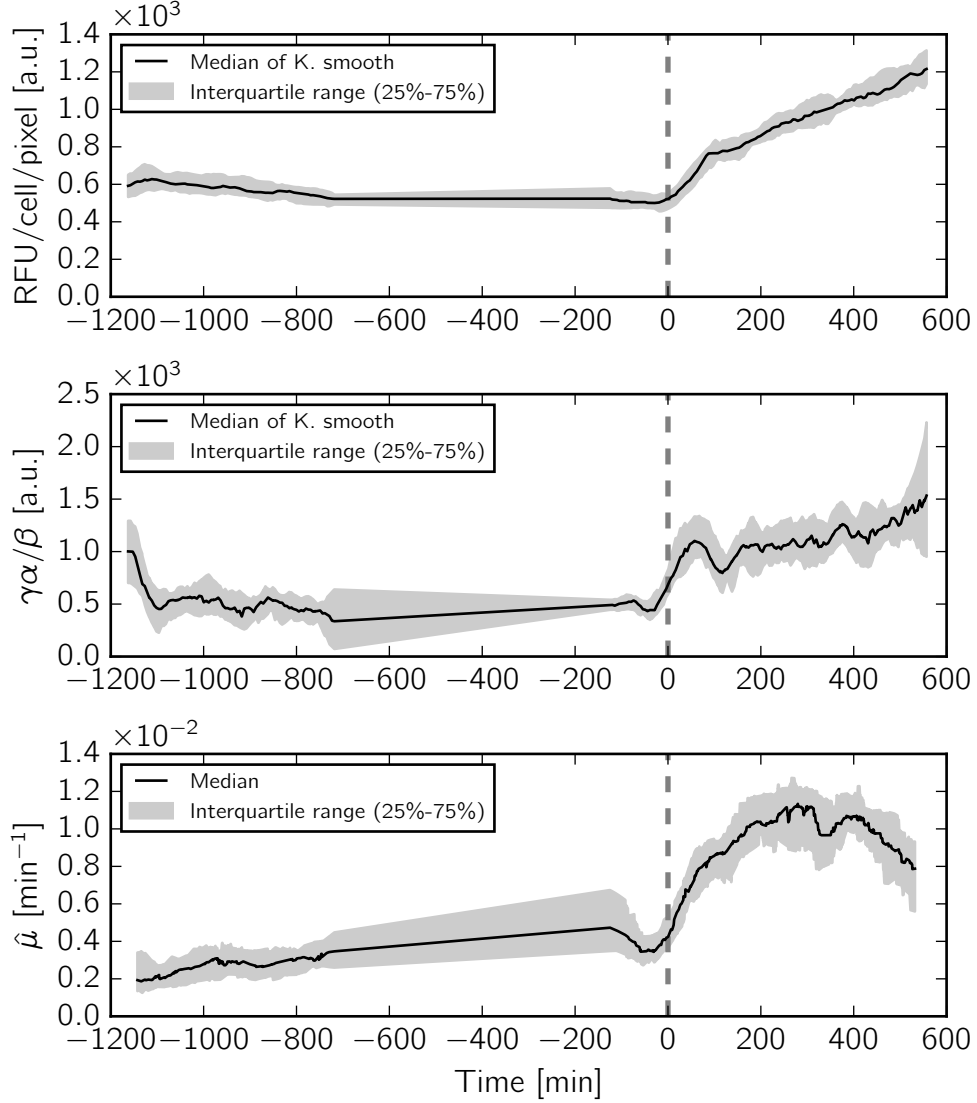 ×10³
RFU/cell/pixel [a.u.]
1.4
1.2
1.0
0.8
0.6
0.4
0.2
0.0
Median of K. smooth
Interquartile range (25%-75%)
−1200 −1000 −800 −600 −400 −200 0 200 400 600
×10³
γα/β [a.u.]
2.5
2.0
1.5
1.0
0.5
0.0
Median of K. smooth
Interquartile range (25%-75%)
−1200 −1000 −800 −600 −400 −200 0 200 400 600
×10⁻²
μ̂ [min⁻¹]
1.4
1.2
1.0
0.8
0.6
0.4
0.2
0.0
Median
Interquartile range (25%-75%)
−1200 −1000 −800 −600 −400 −200 0 200 400 600
Time [min]